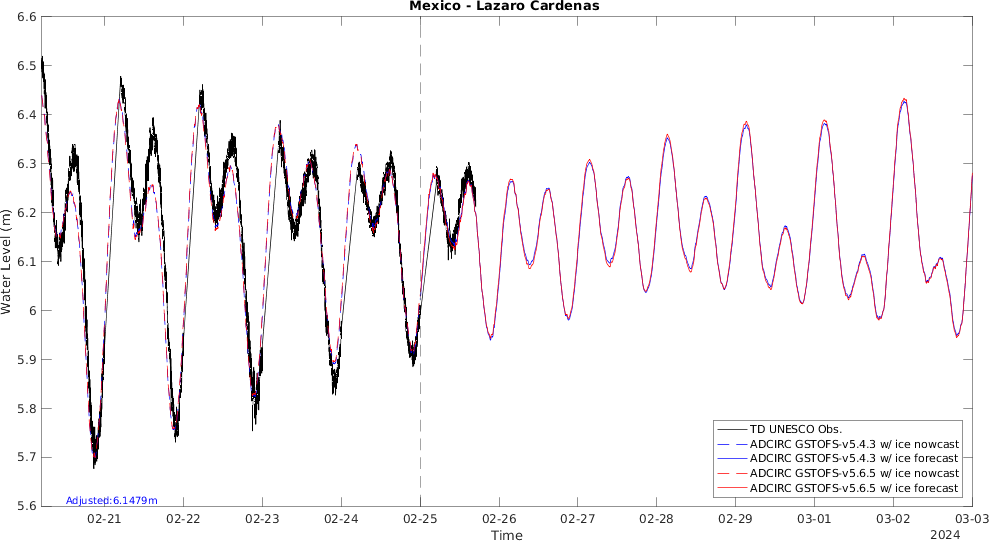 Mexico - Lazaro Cardenas
6.6
6.5
6.4
6.3
6.2
6.1
6
5.9
5.8
5.7
5.6
Water Level (m)
Adjusted:6.1479m
TD UNESCO Obs.
ADCIRC GSTOFS-v5.4.3 w/ ice nowcast
ADCIRC GSTOFS-v5.4.3 w/ ice forecast
ADCIRC GSTOFS-v5.6.5 w/ ice nowcast
ADCIRC GSTOFS-v5.6.5 w/ ice forecast
02-21 02-22 02-23 02-24 02-25 02-26 02-27 02-28 02-29 03-01 03-02 03-03
Time
2024